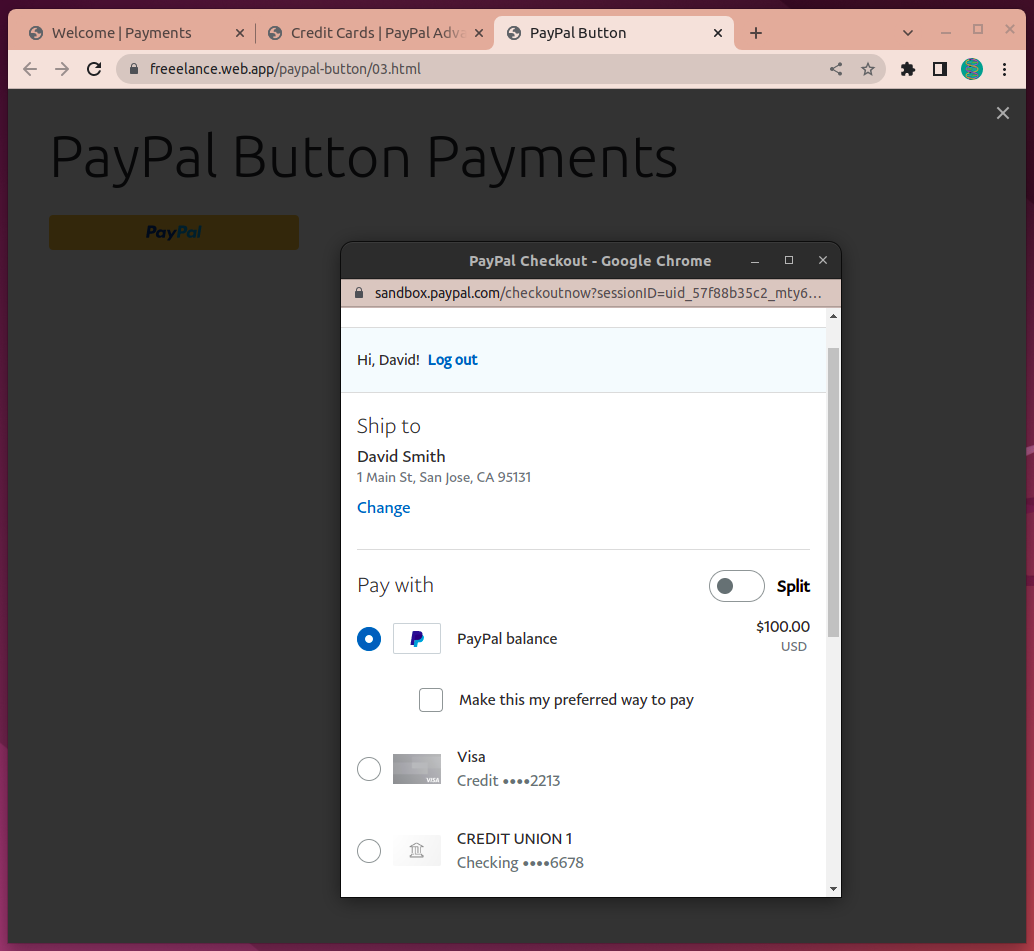 Welcome | Payments
Credit Cards | PayPal Adva
PayPal Button
freeelance.web.app/paypal-button/03.html
PayPal Button Payments
PayPal
PayPal Checkout - Google Chrome
sandbox.paypal.com/checkoutnow?sessionID=uid_57f88b35c2_mty6…
Hi, David! Log out
Ship to
David Smith
1 Main St, San Jose, CA 95131
Change
Pay with
Split
PayPal balance
$100.00
USD
Make this my preferred way to pay
Visa
VISA
Credit ••••2213
CREDIT UNION 1
Checking ••••6678